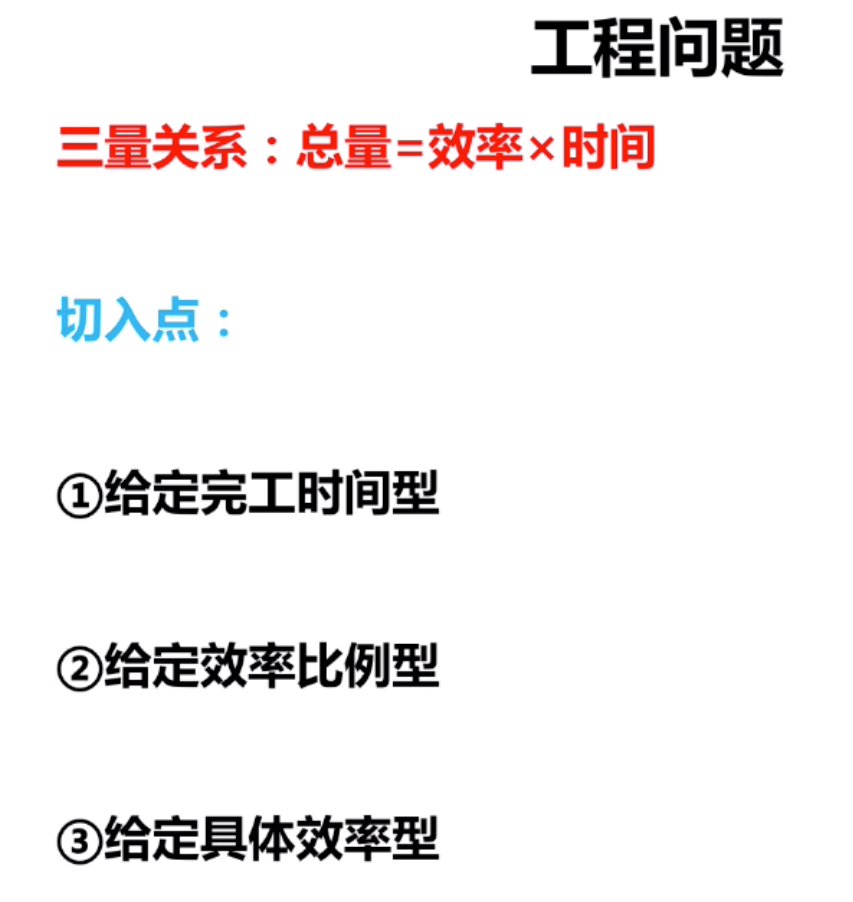 工程问题
三量关系：总量=效率×时间
切入点：
①给定完工时间型
②给定效率比例型
③给定具体效率型